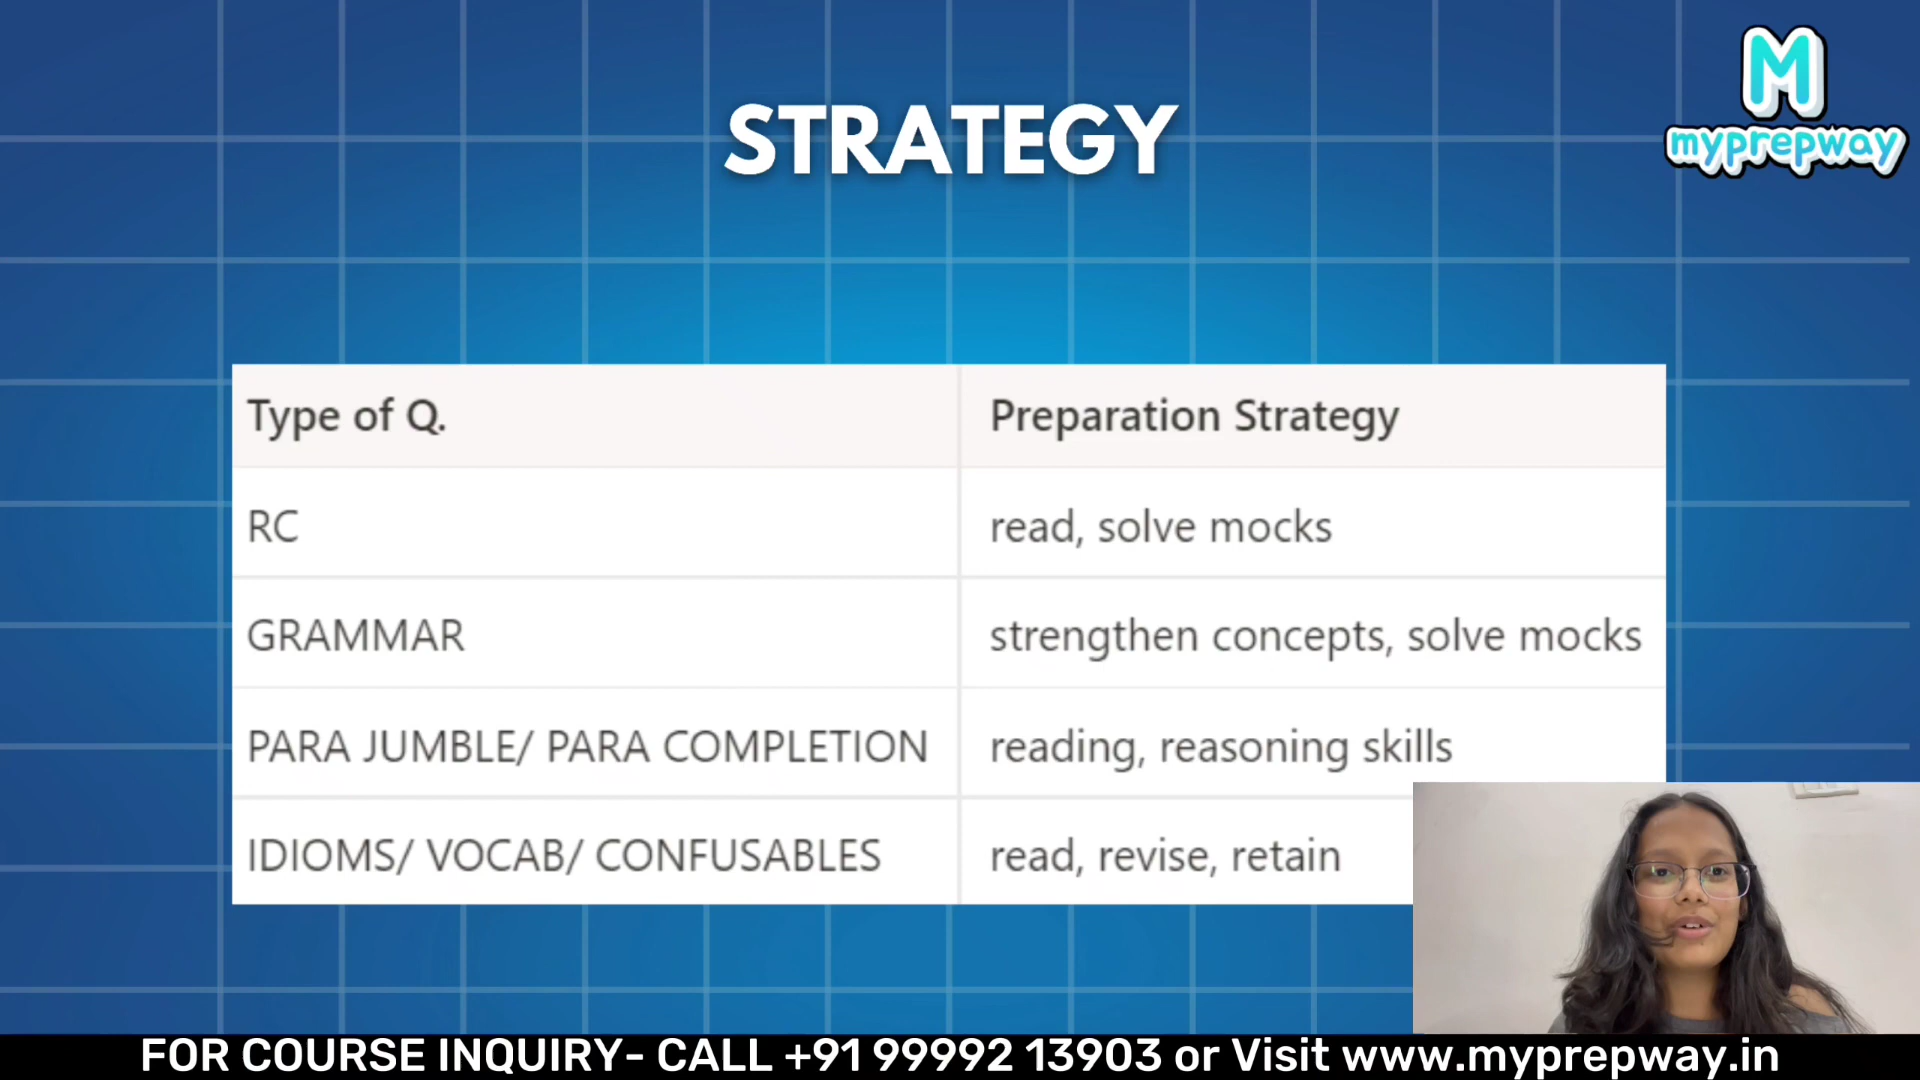 M
myprepway
STRATEGY
Type of Q. Preparation Strategy
RC read, solve mocks
GRAMMAR strengthen concepts, solve mocks
PARA JUMBLE/ PARA COMPLETION reading, reasoning skills
IDIOMS/ VOCAB/ CONFUSABLES read, revise, retain
FOR COURSE INQUIRY- CALL +91 99992 13903 or Visit www.myprepway.in